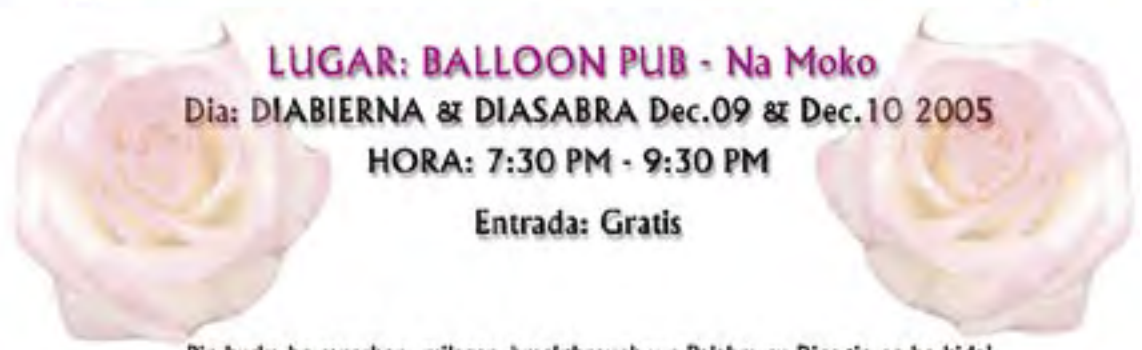 LUGAR: BALLOON PUB - Na Moko
Dia: DIABIERNA & DIASABRA Dec.09 & Dec.10 2005
HORA: 7:30 PM - 9:30 PM
Entrada: Gratis